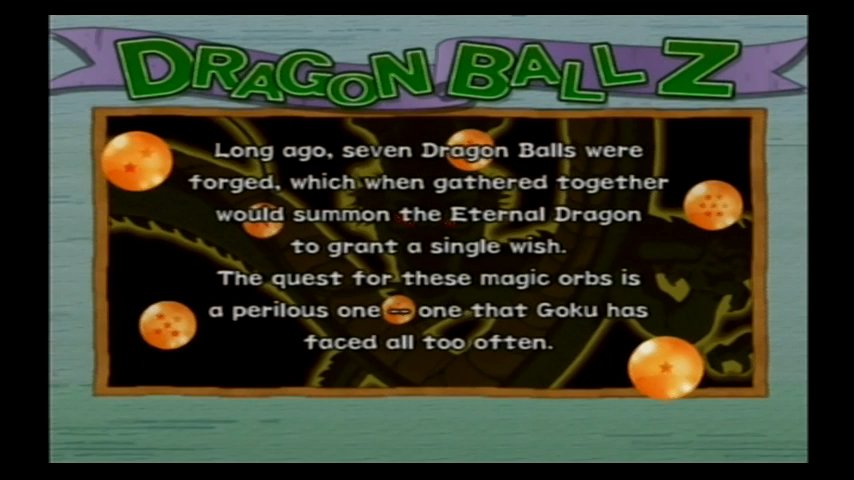 DRAGON BALL Z
Long ago, seven Dragon Balls were
forged, which when gathered together
would summon the Eternal Dragon
to grant a single wish.
The quest for these magic orbs is
a perilous one -- one that Goku has
faced all too often.